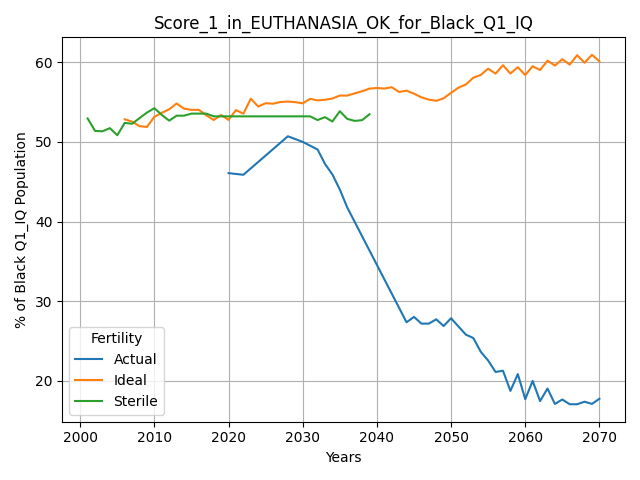 Score_1_in_EUTHANASIA_OK_for_Black_Q1_IQ
% of Black Q1_IQ Population
60
50
40
30
20
Fertility
Actual
Ideal
Sterile
2000 2010 2020 2030 2040 2050 2060 2070
Years